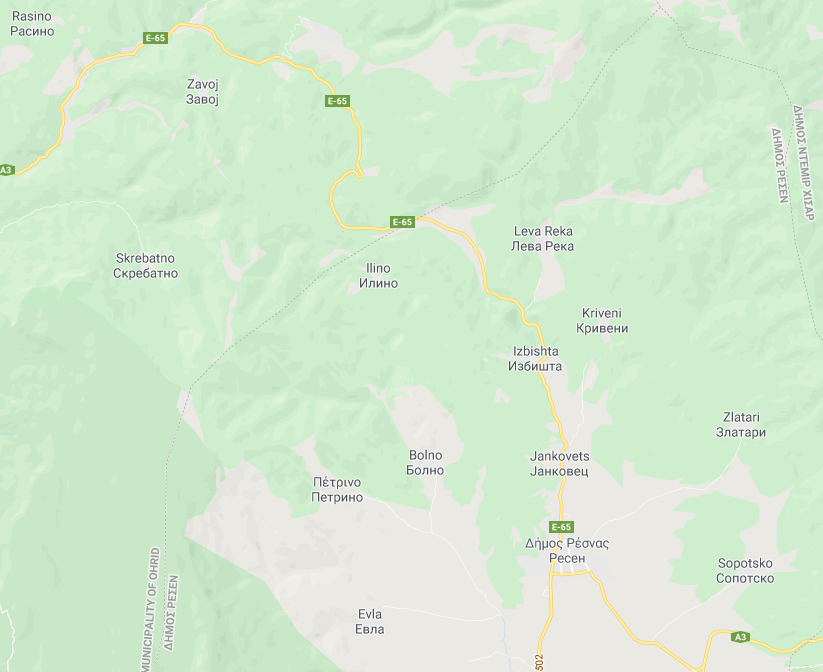 Rasino
Расино
E-65
Zavoj
Завој
E-65
A3
ΔΗΜΟΣ ΝΤΕΜΙΡ ΧΙΣΑΡ
ΔΗΜΟΣ ΡΕΣΕΝ
E-65
Leva Reka
Лева Река
Skrebatno
Скребатно
Ilino
Илино
Kriveni
Кривени
Izbishta
Избишта
Zlatari
Златари
Bolno
Болно
Jankovets
Јанковец
Πέτρινο
Петрино
E-65
Δήμος Ρέσνας
Ресен
Sopotsko
Сопотско
MUNICIPALITY OF OHRID
ΔΗΜΟΣ ΡΕΣΕΝ
Evla
Евла
A3
502